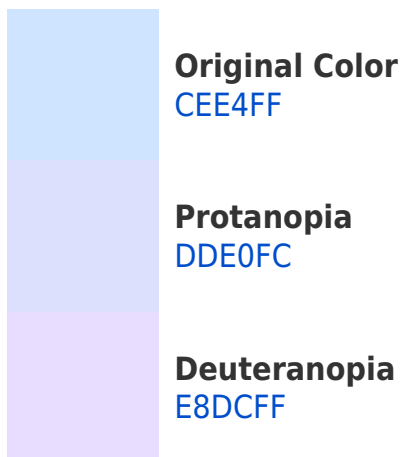 Original Color
CEE4FF
Protanopia
DDE0FC
Deuteranopia
E8DCFF